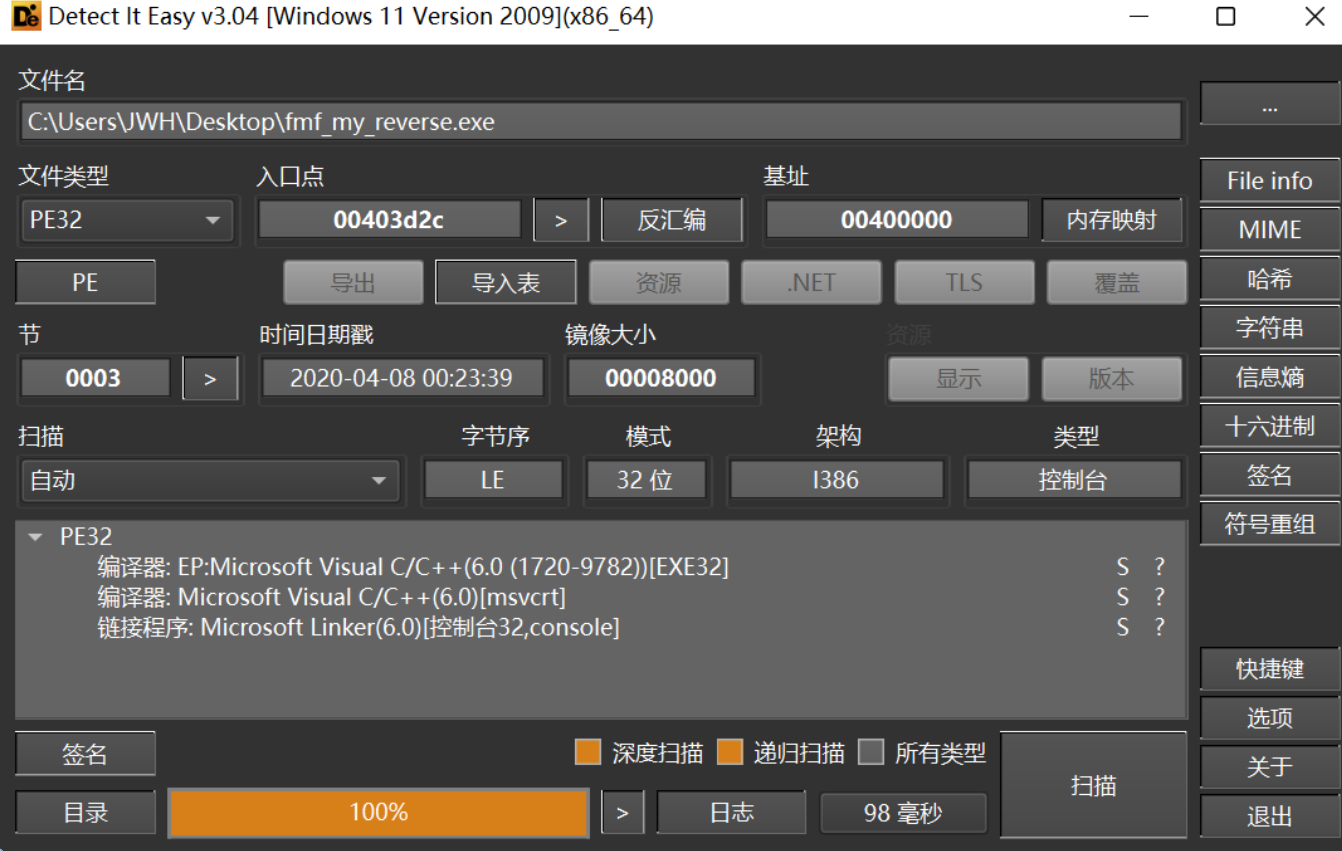 Detect It Easy v3.04 [Windows 11 Version 2009](x86_64)
文件名
C:\Users\JWH\Desktop\fmf_my_reverse.exe
...
文件类型 入口点 基址
PE32 00403d2c > 反汇编 00400000 内存映射
File info
MIME
PE 导出 导入表 资源 .NET TLS 覆盖
哈希
节 时间日期戳 镜像大小 资源
字符串
0003 > 2020-04-08 00:23:39 00008000 显示 版本
信息熵
扫描 字节序 模式 架构 类型
十六进制
自动 LE 32 位 I386 控制台
签名
符号重组
PE32
编译器: EP:Microsoft Visual C/C++(6.0 (1720-9782))[EXE32] S ?
编译器: Microsoft Visual C/C++(6.0)[msvcrt] S ?
链接程序: Microsoft Linker(6.0)[控制台32,console] S ?
快捷键
选项
签名 深度扫描 递归扫描 所有类型
关于
扫描
目录 100% > 日志 98 毫秒
退出